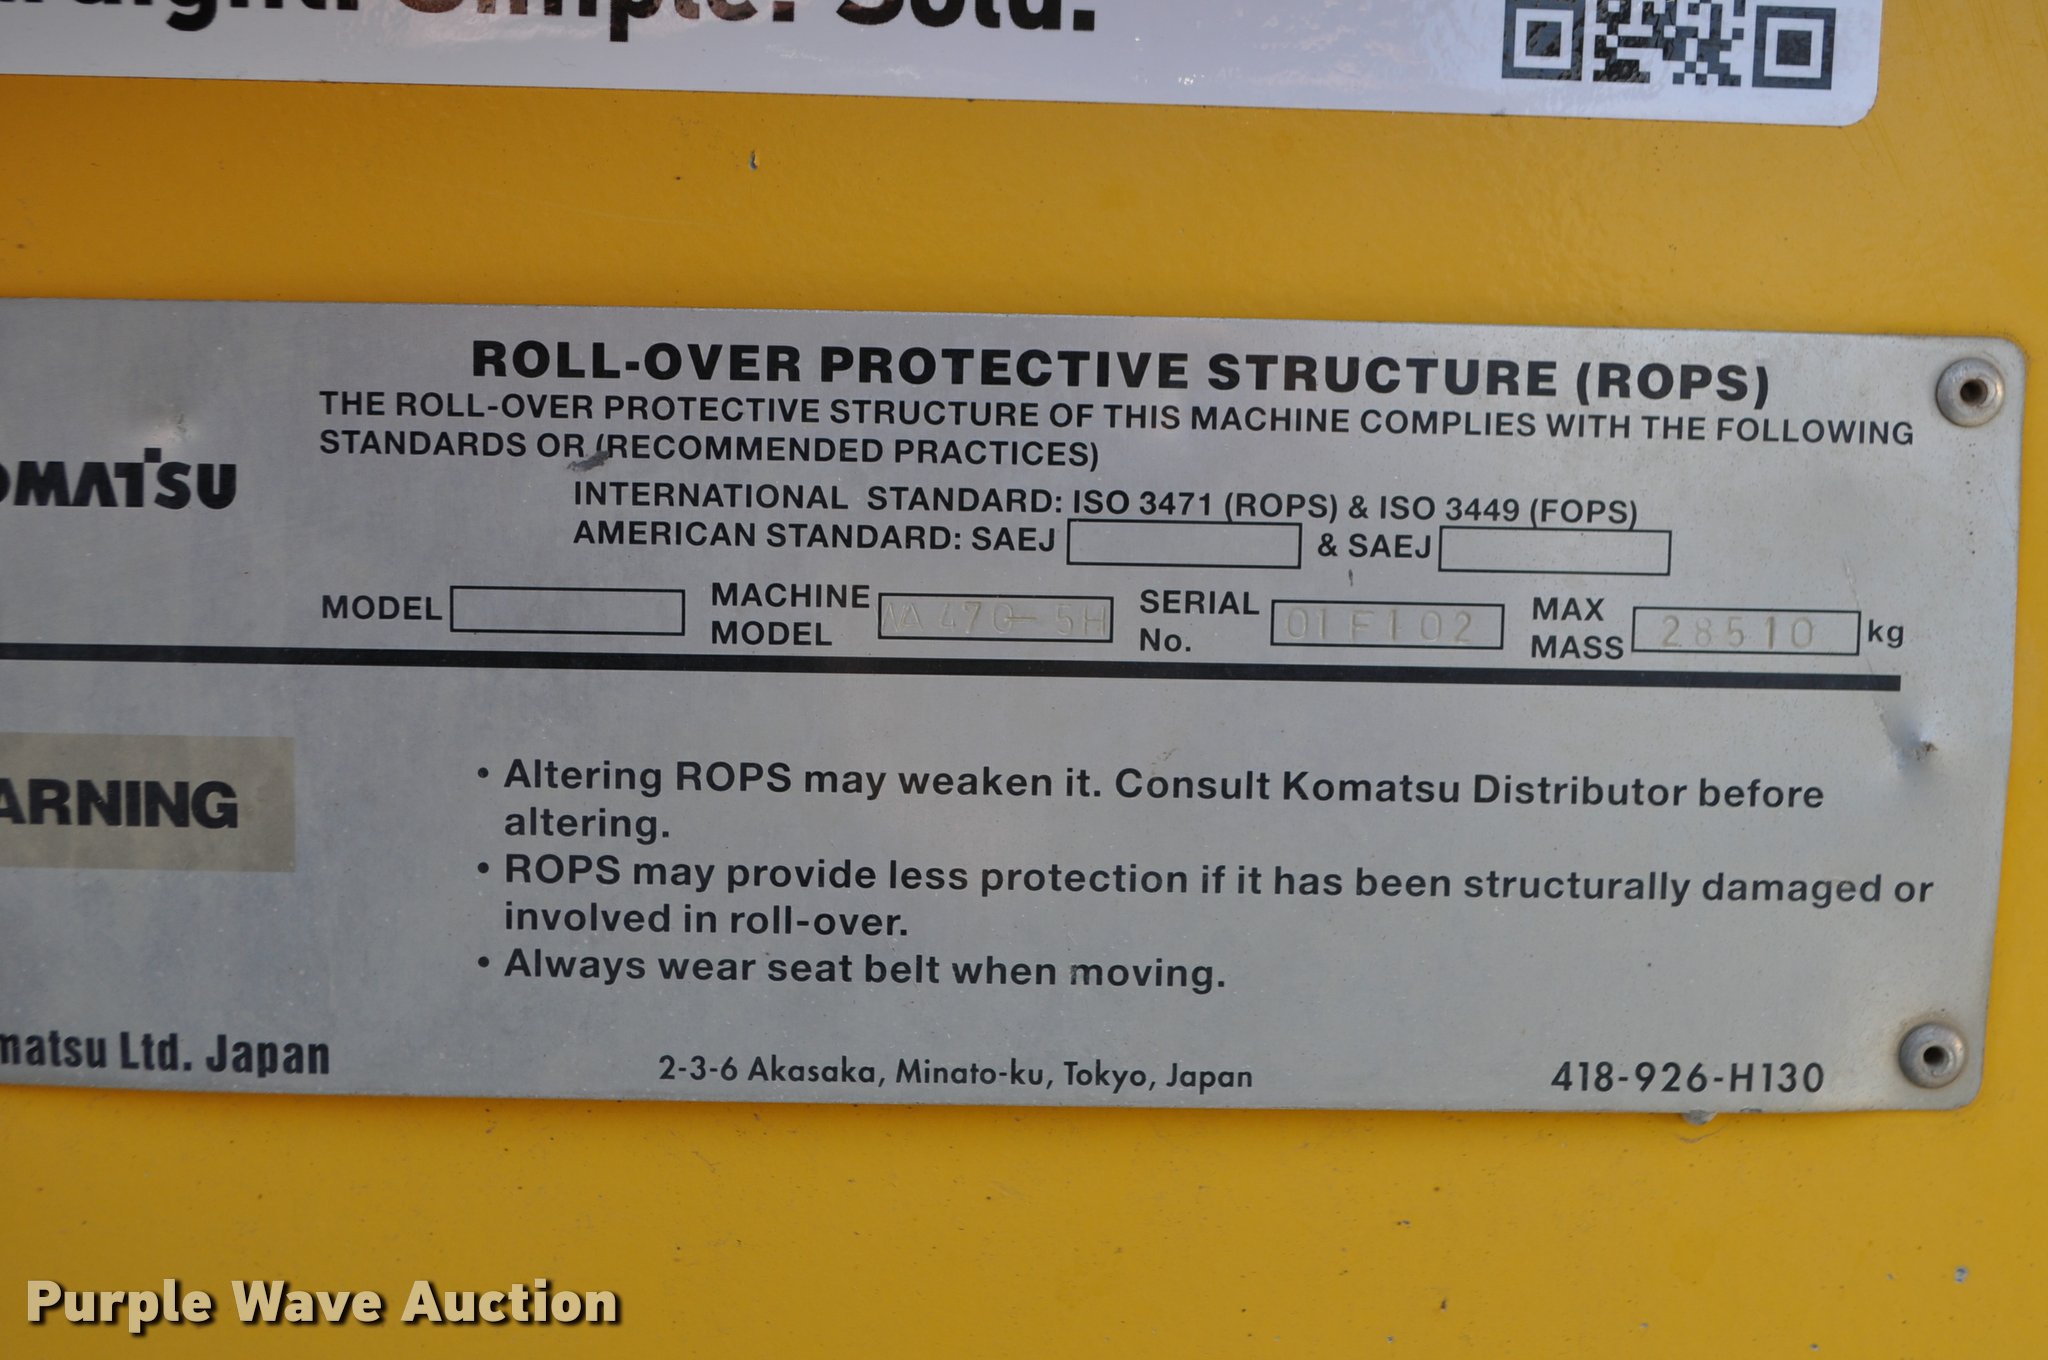 Simple. Sold.
ROLL-OVER PROTECTIVE STRUCTURE (ROPS)
THE ROLL-OVER PROTECTIVE STRUCTURE OF THIS MACHINE COMPLIES WITH THE FOLLOWING
STANDARDS OR (RECOMMENDED PRACTICES)
OMATSU
INTERNATIONAL STANDARD: ISO 3471 (ROPS) & ISO 3449 (FOPS)
AMERICAN STANDARD: SAEJ & SAEJ
MODEL MACHINE MODEL WA470-5H SERIAL No. 01F102 MAX MASS 28510 kg
ARNING
• Altering ROPS may weaken it. Consult Komatsu Distributor before
altering.
• ROPS may provide less protection if it has been structurally damaged or
involved in roll-over.
• Always wear seat belt when moving.
matsu Ltd. Japan
2-3-6 Akasaka, Minato-ku, Tokyo, Japan
418-926-H130
Purple Wave Auction